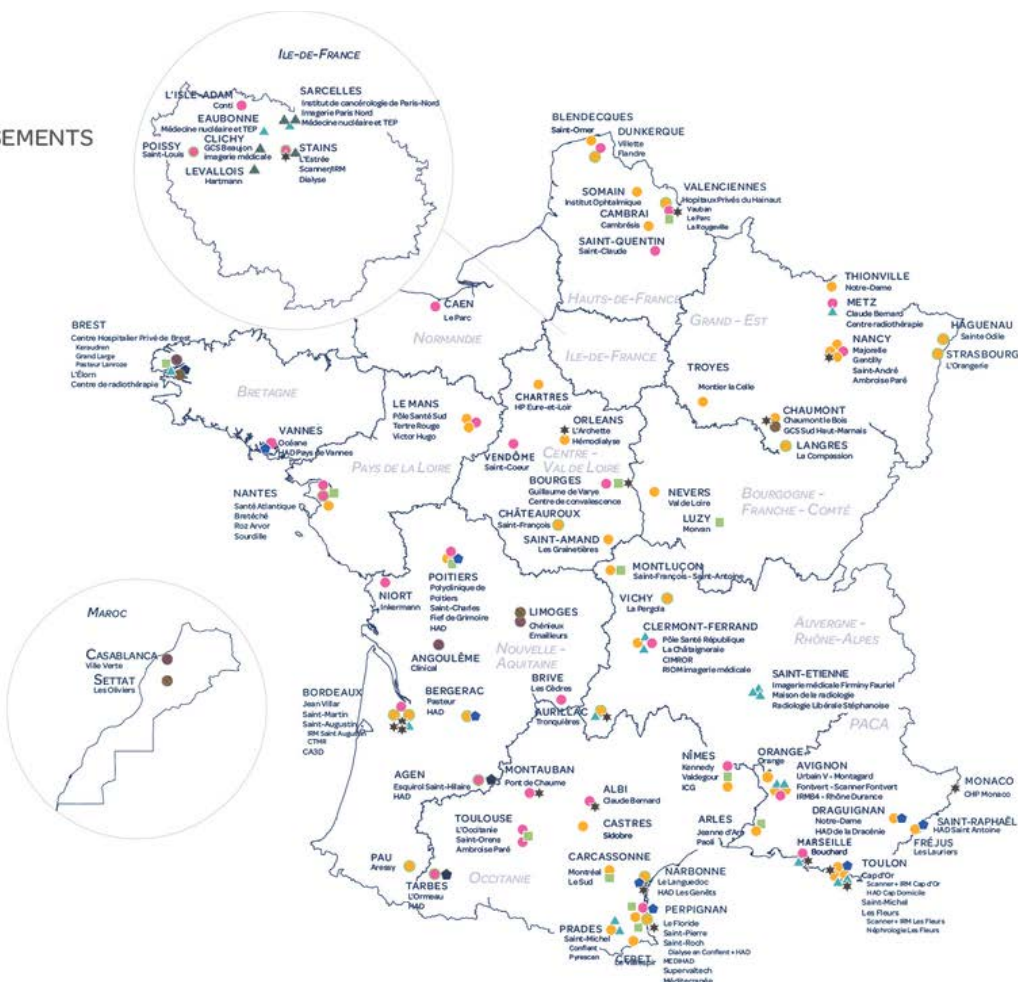 SEMENTS
ILE-DE-FRANCE
L'ISLE-ADAM
Conti
EAUBONNE
Médecine nucléaire et TEP
CLICHY
GCS Beaujon
imagerie médicale
POISSY
Saint-Louis
LEVALLOIS
Hartmann
SARCELLES
Institut de cancérologie de Paris-Nord
Imagerie Paris Nord
Médecine nucléaire et TEP
STAINS
L'Estrée
Scanner/IRM
Dialyse
BLENDECQUES
Saint-Omer
DUNKERQUE
Villette
Flandre
SOMAIN
Institut Ophtalmique
CAMBRAI
Cambrésis
SAINT-QUENTIN
Saint-Claude
VALENCIENNES
Hopitaux Privés du Hainaut
Vauban
Le Parc
La Rougeville
HAUTS-DE-FRANCE
CAEN
Le Parc
NORMANDIE
ILE-DE-FRANCE
GRAND-EST
THIONVILLE
Notre-Dame
METZ
Claude Bernard
Centre radiothérapie
NANCY
Majorelle
Gentilly
Saint-André
Ambroise Paré
HAGUENAU
Sainte Odile
STRASBOURG
L'Orangerie
TROYES
Montier la Celle
CHAUMONT
Chaumont le Bois
GCS Sud Haut-Marnais
LANGRES
La Compassion
BREST
Centre Hospitalier Privé de Brest
Keraudren
Grand Large
Pasteur Lanroze
L'Élorn
Centre de radiothérapie
BRETAGNE
VANNES
Océane
HAD Pays de Vannes
LE MANS
Pôle Santé Sud
Tertre Rouge
Victor Hugo
PAYS DE LA LOIRE
NANTES
Santé Atlantique
Bretéché
Roz Arvor
Sourdille
CHARTRES
HP Eure-et-Loir
ORLEANS
L'Archette
Hémodialyse
VENDÔME
Saint-Coeur
CENTRE -
VAL DE LOIRE
BOURGES
Guillaume de Varye
Centre de convalescence
CHÂTEAUROUX
Saint-François
SAINT-AMAND
Les Grainetières
NEVERS
Val de Loire
LUZY
Morvan
BOURGOGNE -
FRANCHE-COMTÉ
MONTLUÇON
Saint-François - Saint-Antoine
VICHY
La Pergola
CLERMONT-FERRAND
Pôle Santé République
La Châtaigneraie
CIMROR
RIOM imagerie médicale
AUVERGNE -
RHÔNE-ALPES
SAINT-ETIENNE
Imagerie médicale Firminy Fauriel
Maison de la radiologie
Radiologie Libérale Stéphanoise
POITIERS
Polyclinique de
Poitiers
Saint-Charles
Fief de Grimoire
HAD
NIORT
Inkermann
LIMOGES
Chénieux
Emailleurs
ANGOULÊME
Clinical
NOUVELLE -
AQUITAINE
BRIVE
Les Cèdres
AURILLAC
Tronquières
MAROC
CASABLANCA
Ville Verte
SETTAT
Les Oliviers
BORDEAUX
Jean Villar
Saint-Martin
Saint-Augustin
IRM Saint Augustin
CTMR
CA3D
BERGERAC
Pasteur
HAD
AGEN
Esquirol Saint-Hilaire
HAD
MONTAUBAN
Pont de Chaume
TOULOUSE
L'Occitanie
Saint-Orens
Ambroise Paré
ALBI
Claude Bernard
CASTRES
Sidobre
PAU
Aressy
TARBES
L'Ormeau
HAD
OCCITANIE
CARCASSONNE
Montréal
Le Sud
NARBONNE
Le Languedoc
HAD Les Genêts
PERPIGNAN
Le Floride
Saint-Pierre
Saint-Roch
Dialyse en Conflent + HAD
MEDIHAD
Supervaltech
Méditerranée
PRADES
Saint-Michel
Conflent
Pyrescan
CÉRET
Le Vallespir
NÎMES
Kennedy
Valdegour
ICG
ORANGE
Orange
AVIGNON
Urbain V - Montagard
Fontvert - Scanner Fontvert
IRM84 - Rhône Durance
PACA
ARLES
Jeanne d'Arc
Paoli
DRAGUIGNAN
Notre-Dame
HAD de la Dracénie
MONACO
CHP Monaco
SAINT-RAPHAËL
HAD Saint Antoine
FRÉJUS
Les Lauriers
MARSEILLE
Bouchard
TOULON
Cap d'Or
Scanner + IRM Cap d'Or
HAD Cap Domicile
Saint-Michel
Les Fleurs
Scanner + IRM Les Fleurs
Néphrologie Les Fleurs